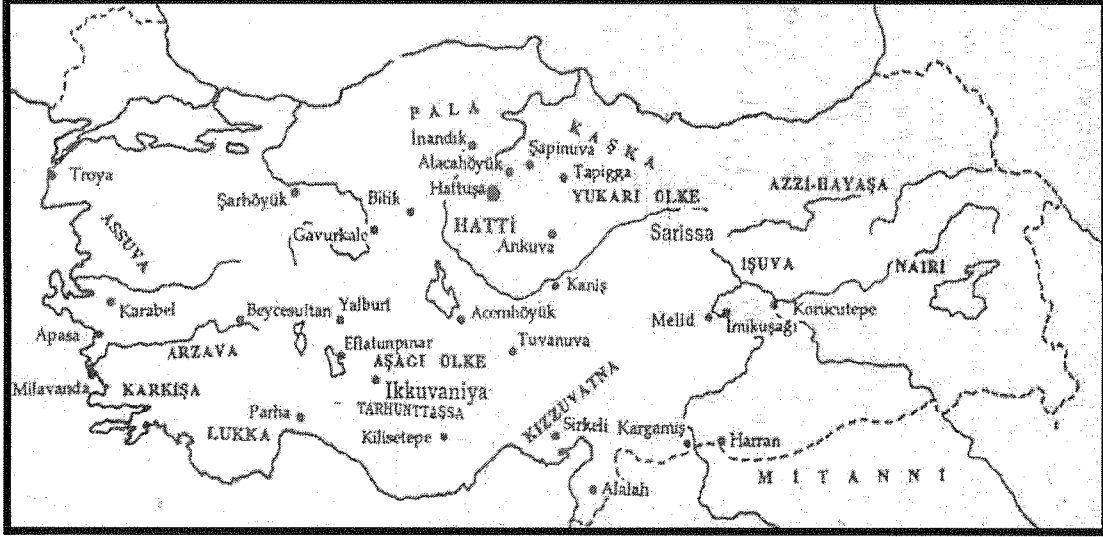 PALA
KAŞKA
İnandık
Şapinuva
Alacahöyük
Tapigga
Troya
Hattuşa
AZZİ-HAYAŞA
Şarhöyük
Bitik
YUKARI ÜLKE
ASSUVA
HATTİ
Gavurkale
Ankuva
Sarissa
IŞUVA
NAIRI
Kaniş
Karabel
Beycesultan
Yalburt
Acemhöyük
Melid
Korucutepe
İmikuşağı
Apasa
ARZAVA
Eflatunpınar
AŞAĞI ÜLKE
Tuvanuva
Milavanda
KARKIŞA
Ikkuvaniya
TARHUNTTAŞSA
KIZZUVATNA
Parha
LUKKA
Kilisetepe
Sirkeli
Kargamış
Harran
MİTANNİ
Alalah